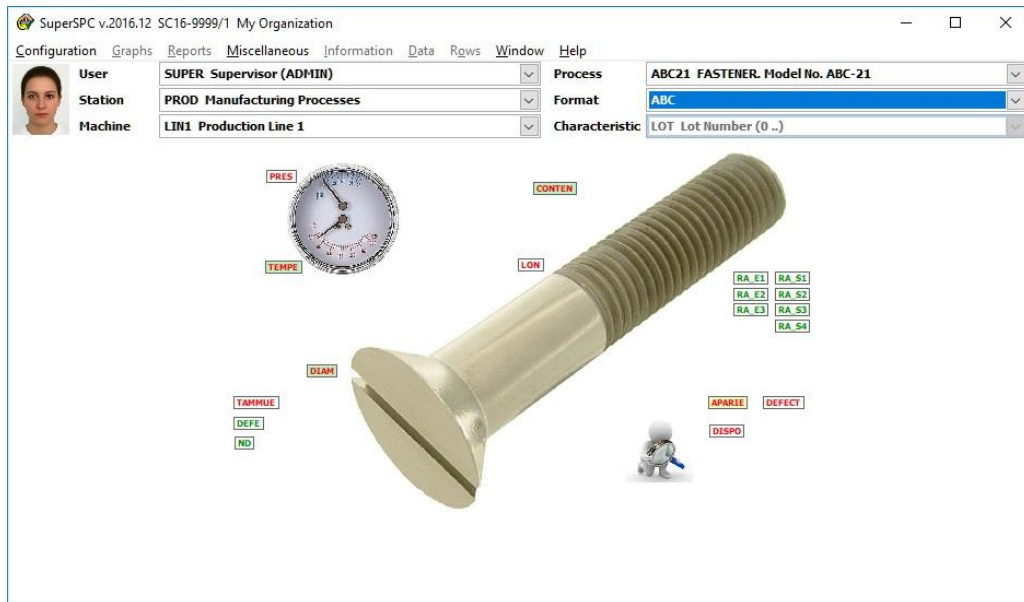 SuperSPC v.2016.12 SC16-9999/1 My Organization
Configuration Graphs Reports Miscellaneous Information Data Rows Window Help
User SUPER Supervisor (ADMIN) Process ABC21 FASTENER. Model No. ABC-21
Station PROD Manufacturing Processes Format ABC
Machine LIN1 Production Line 1 Characteristic LOT Lot Number (0 ..)
PRES
CONTEN
TEMPE
LON
RA_E1 RA_S1
RA_E2 RA_S2
RA_E3 RA_S3
RA_S4
DIAM
TAMMUE
APARIE DEFECT
DEFE
DISPO
ND